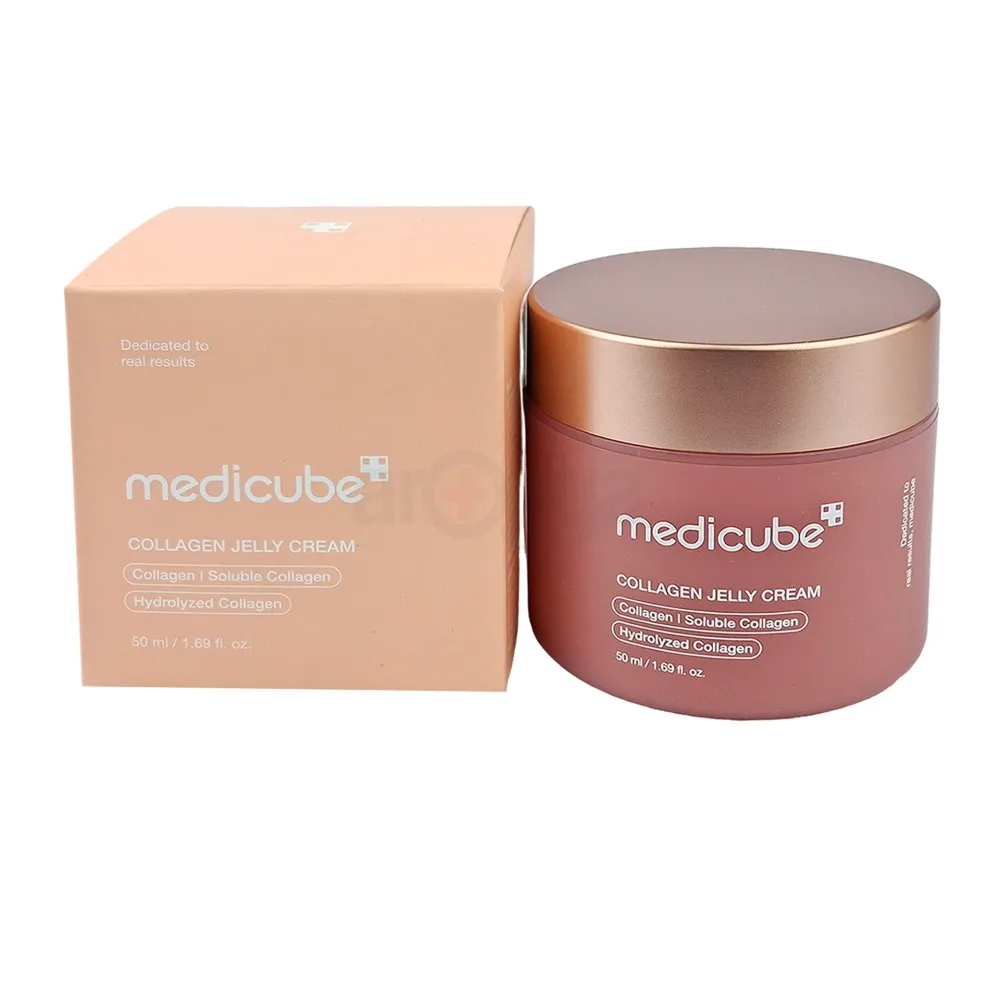 Dedicated to
real results
medicube
COLLAGEN JELLY CREAM
Collagen | Soluble Collagen
Hydrolyzed Collagen
50 ml / 1.69 fl. oz.
medicube
COLLAGEN JELLY CREAM
Collagen | Soluble Collagen
Hydrolyzed Collagen
50 ml / 1.69 fl. oz.
Dedicated to
real results, medicube